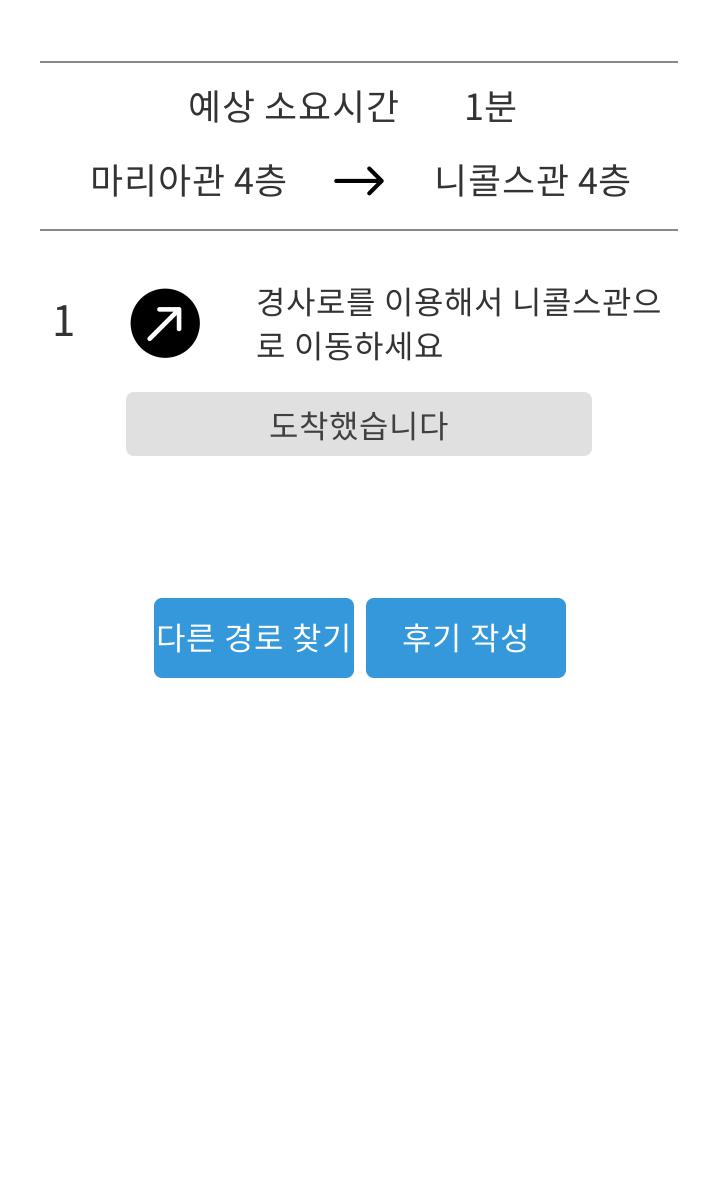 예상 소요시간 1분
마리아관 4층 → 니콜스관 4층
1 경사로를 이용해서 니콜스관으
로 이동하세요
도착했습니다
다른 경로 찾기 후기 작성